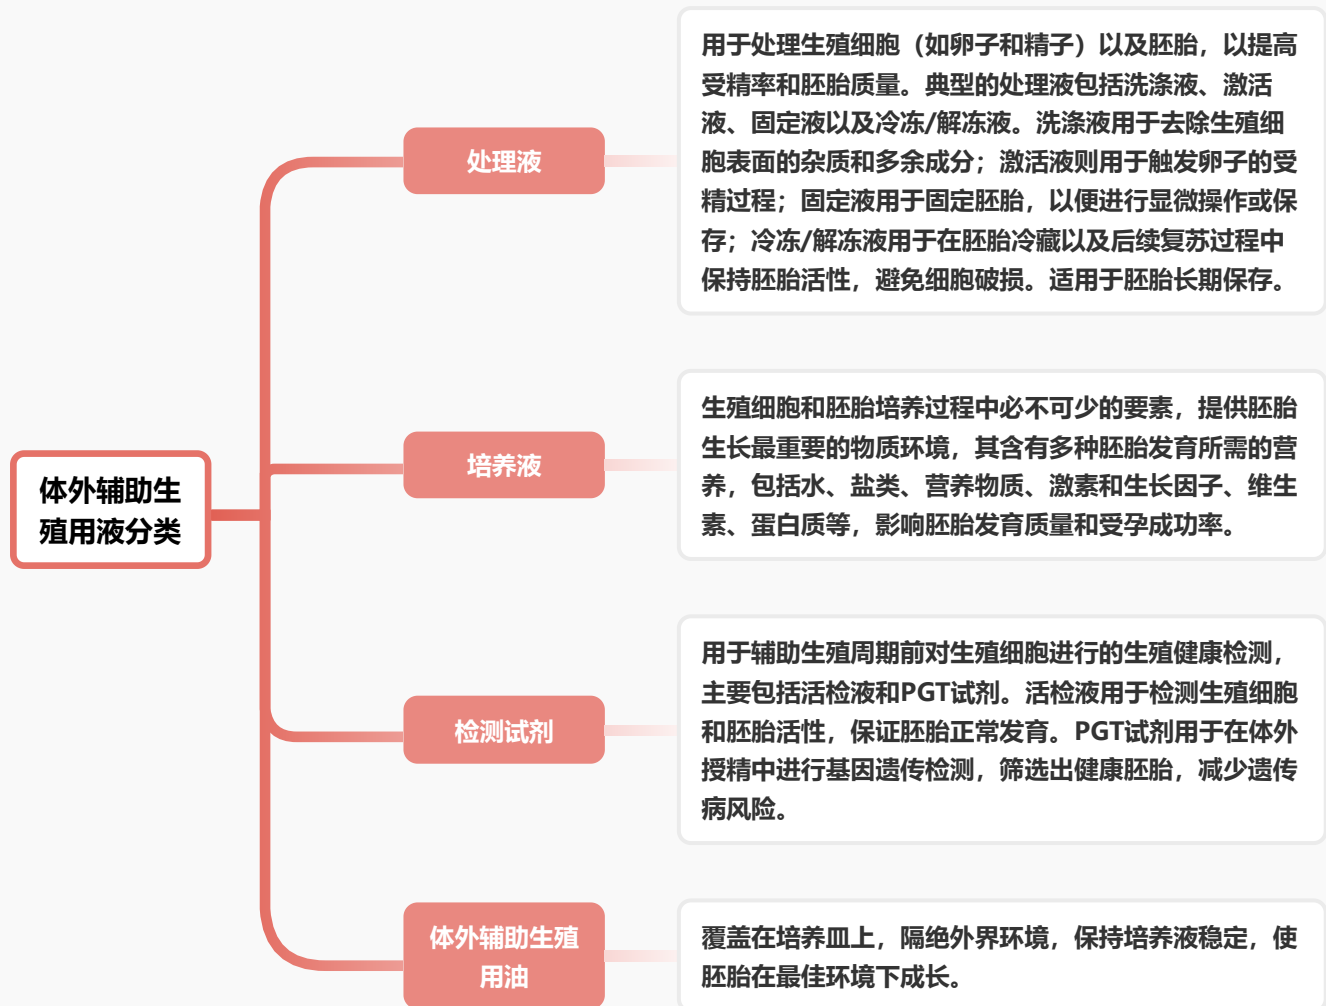 体外辅助生
殖用液分类
处理液
用于处理生殖细胞（如卵子和精子）以及胚胎，以提高
受精率和胚胎质量。典型的处理液包括洗涤液、激活
液、固定液以及冷冻/解冻液。洗涤液用于去除生殖细
胞表面的杂质和多余成分；激活液则用于触发卵子的受
精过程；固定液用于固定胚胎，以便进行显微操作或保
存；冷冻/解冻液用于在胚胎冷藏以及后续复苏过程中
保持胚胎活性，避免细胞破损。适用于胚胎长期保存。
培养液
生殖细胞和胚胎培养过程中必不可少的要素，提供胚胎
生长最重要的物质环境，其含有多种胚胎发育所需的营
养，包括水、盐类、营养物质、激素和生长因子、维生
素、蛋白质等，影响胚胎发育质量和受孕成功率。
检测试剂
用于辅助生殖周期前对生殖细胞进行的生殖健康检测，
主要包括活检液和PGT试剂。活检液用于检测生殖细胞
和胚胎活性，保证胚胎正常发育。PGT试剂用于在体外
授精中进行基因遗传检测，筛选出健康胚胎，减少遗传
病风险。
体外辅助生殖
用油
覆盖在培养皿上，隔绝外界环境，保持培养液稳定，使
胚胎在最佳环境下成长。